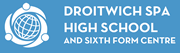 DROITWICH SPA
HIGH SCHOOL
AND SIXTH FORM CENTRE